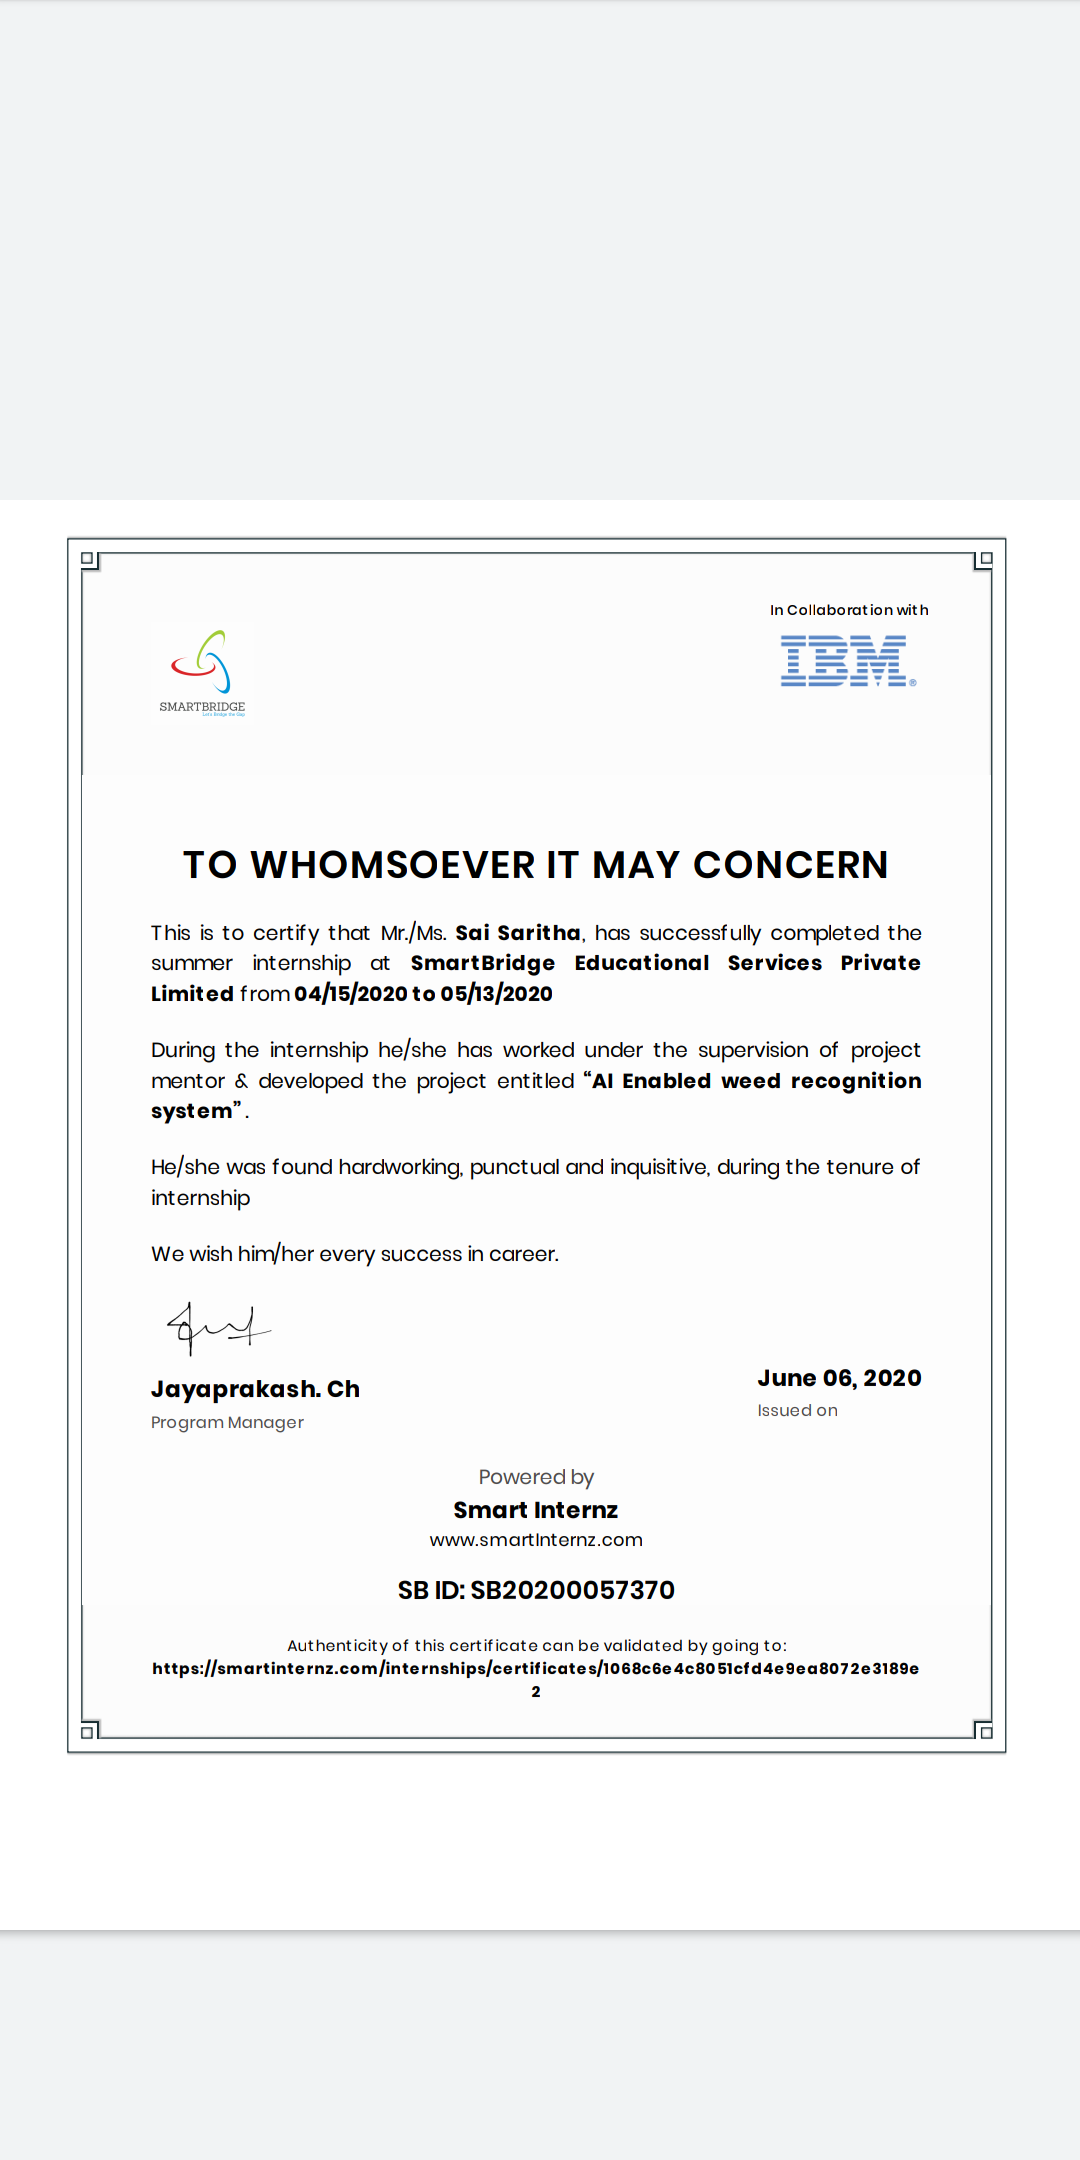 In Collaboration with
IBM®
SMARTBRIDGE
Let's Bridge the Gap
TO WHOMSOEVER IT MAY CONCERN
This is to certify that Mr./Ms. Sai Saritha, has successfully completed the
summer internship at SmartBridge Educational Services Private
Limited from 04/15/2020 to 05/13/2020
During the internship he/she has worked under the supervision of project
mentor & developed the project entitled “AI Enabled weed recognition
system”.
He/she was found hardworking, punctual and inquisitive, during the tenure of
internship
We wish him/her every success in career.
Jayaprakash. Ch
Program Manager
June 06, 2020
Issued on
Powered by
Smart Internz
www.smartInternz.com
SB ID: SB20200057370
Authenticity of this certificate can be validated by going to:
https://smartinternz.com/internships/certificates/1068c6e4c8051cfd4e9ea8072e3189e
2